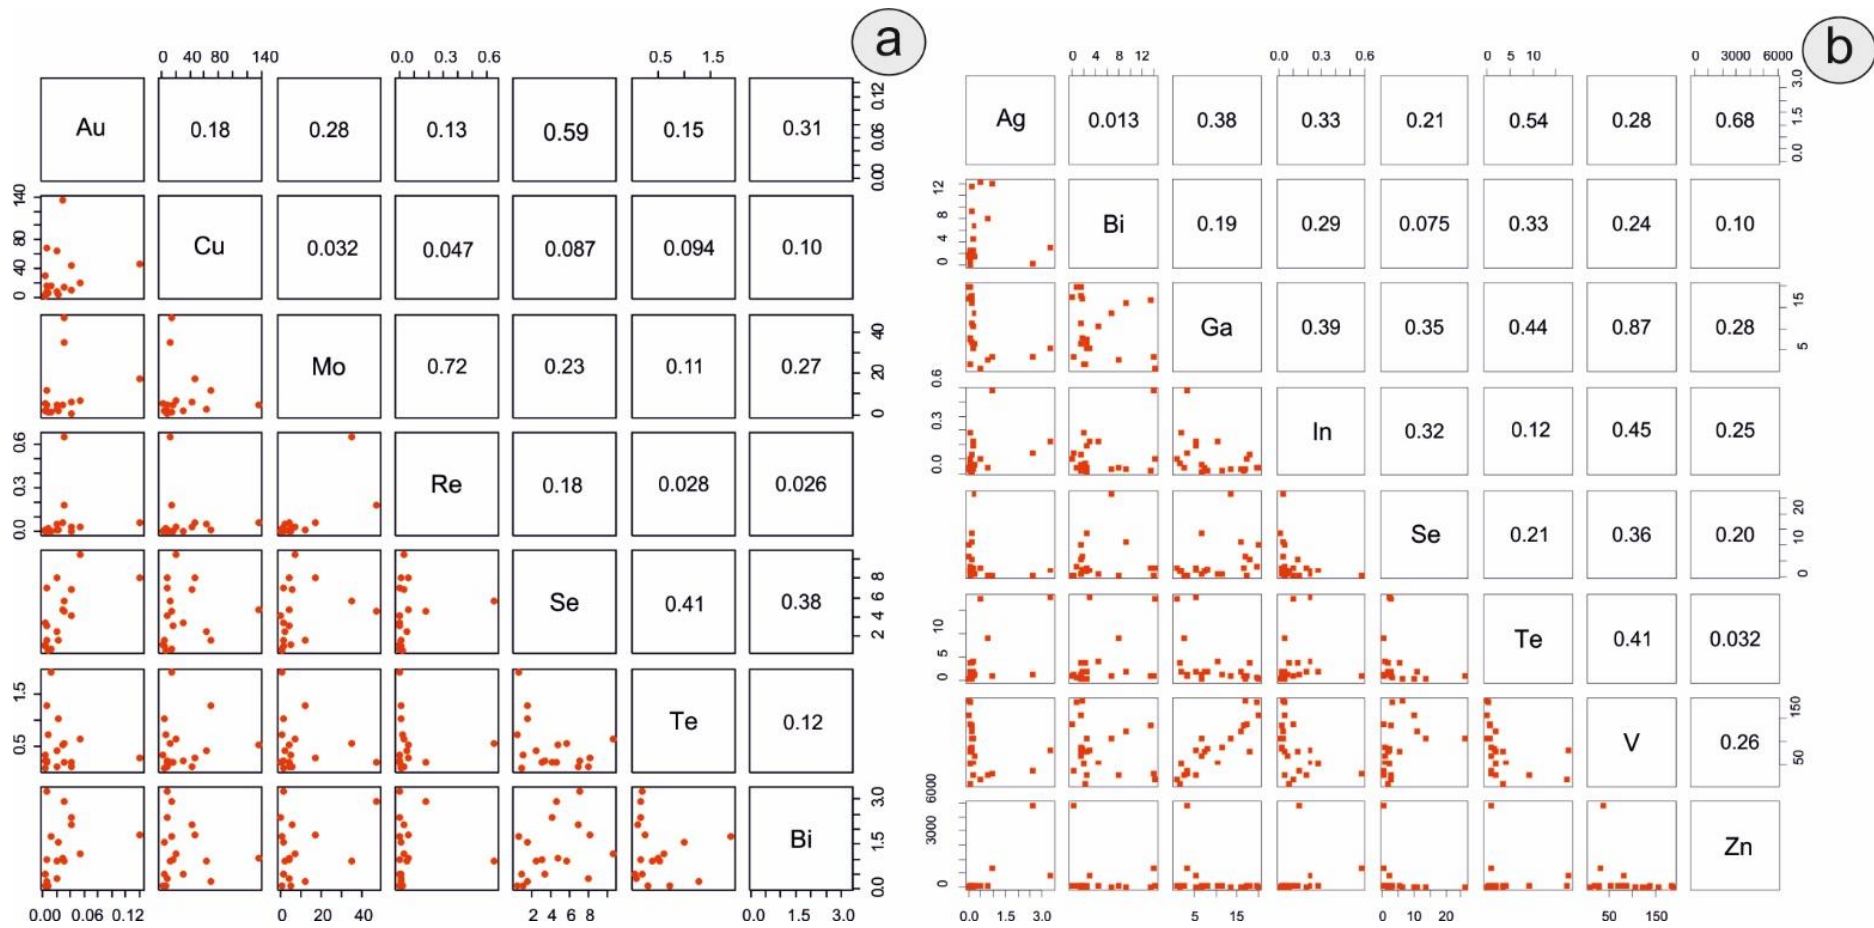 a
0 40 80 140 0.0 0.3 0.6 0.5 1.5
Au 0.18 0.28 0.13 0.59 0.15 0.31 0.00 0.06 0.12
0 40 80 140 Cu 0.032 0.047 0.087 0.094 0.10
Mo 0.72 0.23 0.11 0.27 0 20 40
0.0 0.3 0.6 Re 0.18 0.028 0.026
Se 0.41 0.38 2 4 6 8
0.5 1.5 Te 0.12
Bi 0.0 1.5 3.0
0.00 0.06 0.12 0 20 40 2 4 6 8 0.0 1.5 3.0
b
0 4 8 12 0.0 0.3 0.6 0 5 10 0 3000 6000
Ag 0.013 0.38 0.33 0.21 0.54 0.28 0.68 0.0 1.5 3.0
0 4 8 12 Bi 0.19 0.29 0.075 0.33 0.24 0.10
Ga 0.39 0.35 0.44 0.87 0.28 5 15
0.0 0.3 0.6 In 0.32 0.12 0.45 0.25
Se 0.21 0.36 0.20 0 10 20
0 5 10 Te 0.41 0.032
V 0.26 50 150
0 3000 6000 Zn
0.0 1.5 3.0 5 15 0 10 20 50 150